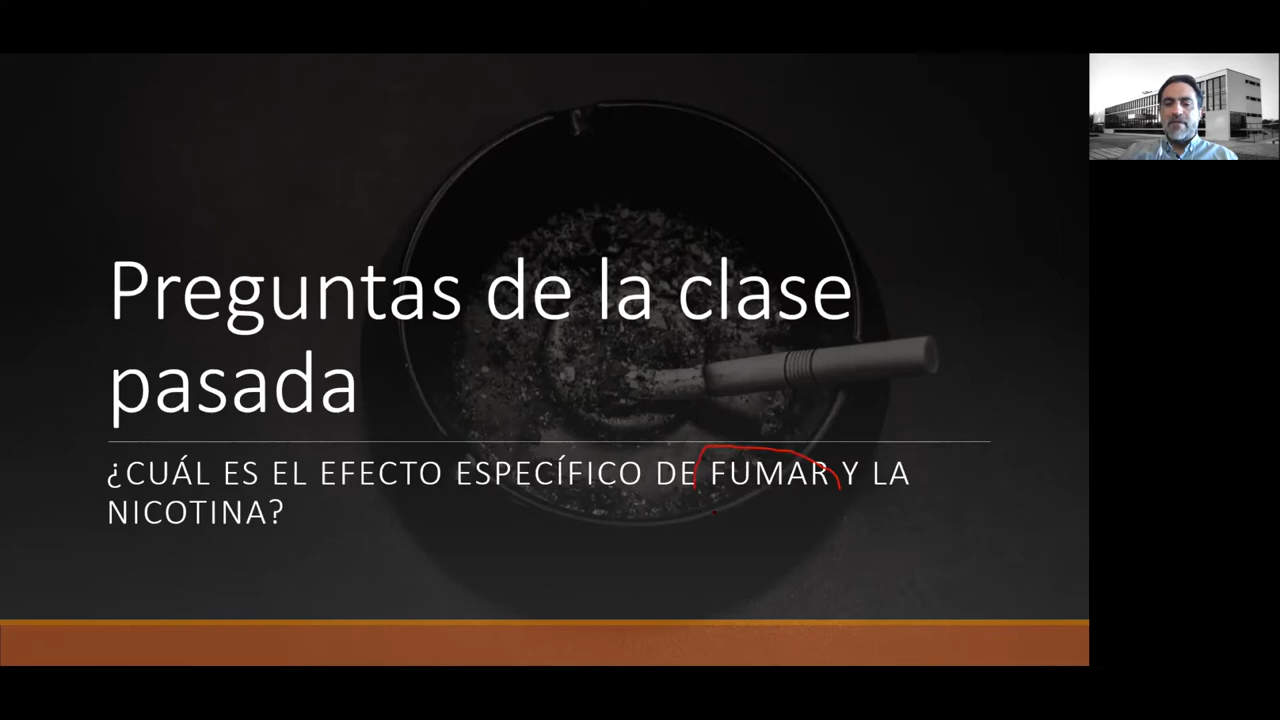 Preguntas de la clase
pasada
¿CUÁL ES EL EFECTO ESPECÍFICO DE FUMAR Y LA
NICOTINA?